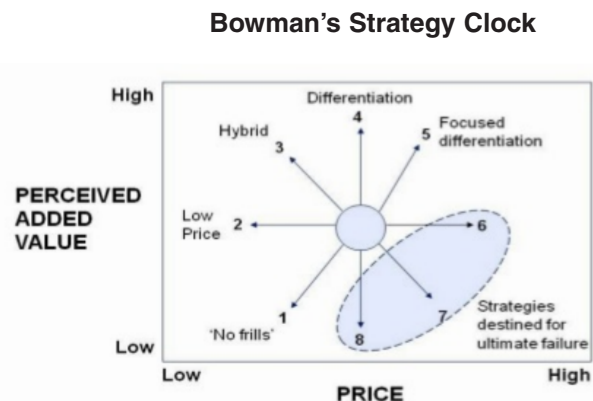 Bowman’s Strategy Clock
High
Differentiation
4
Hybrid
3
5
Focused
differentiation
PERCEIVED
ADDED
VALUE
Low
Price
2
6
1
'No frills'
8
7
Strategies
destined for
ultimate failure
Low
Low
High
PRICE